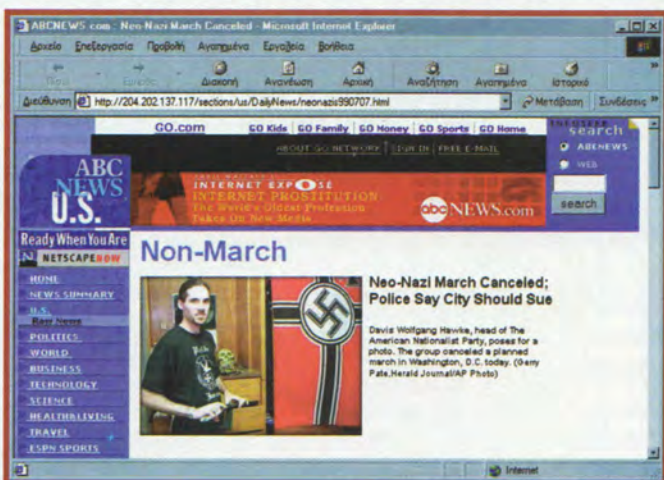 ABCNEWS.com : Neo-Nazi March Canceled - Microsoft Internet Explorer
Αρχείο Επεξεργασία Προβολή Αγαπημένα Εργαλεία Βοήθεια
Διακοπή Ανανέωση Αρχική Αναζήτηση Αγαπημένα Ιστορικό
Διεύθυνση http://204.202.137.117/sections/us/DailyNews/neonazis990707.html Μετάβαση Συνδέσεις
GO.com GO Kids GO Family GO Money GO Sports GO Home
INFOSEEK
search
ABOUT GO NETWORK SIGN IN FREE E-MAIL
ABCNEWS
WEB
search
ABC
NEWS
U.S.
INTERNET EXPOSÉ
INTERNET PROSTITUTION
The World's Oldest Profession
Takes On New Media
abcNEWS.com
Ready When You Are
N NETSCAPE NOW
HOME
NEWS SUMMARY
U.S.
Raw News
POLITICS
WORLD
BUSINESS
TECHNOLOGY
SCIENCE
HEALTH&LIVING
TRAVEL
ESPN SPORTS
Non-March
Neo-Nazi March Canceled;
Police Say City Should Sue
Davis Wolfgang Hawke, head of The
American Nationalist Party, poses for a
photo. The group canceled a planned
march in Washington, D.C. today. (Gerry
Pate,Herald Journal/AP Photo)
Internet